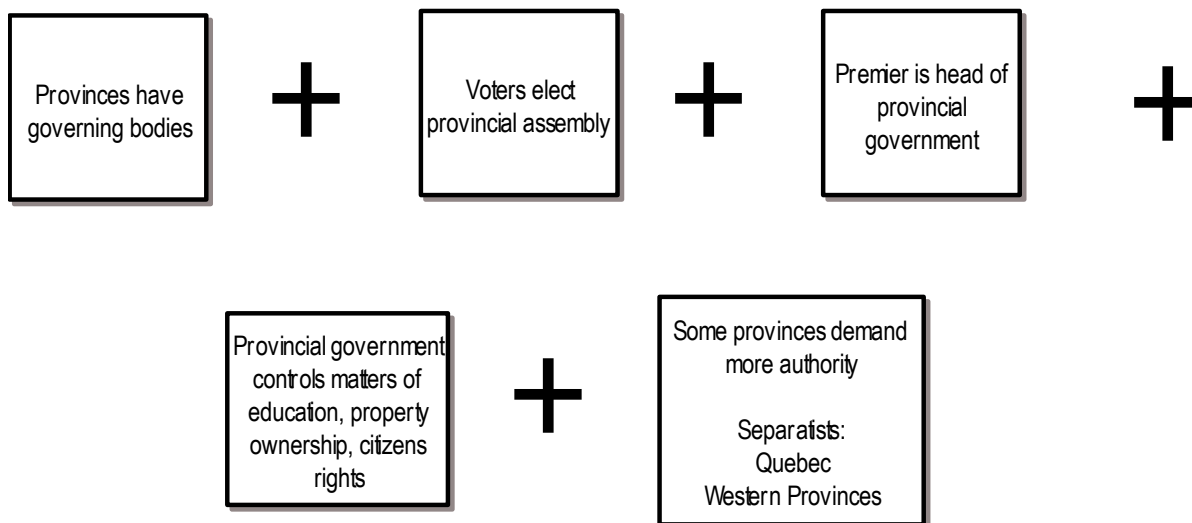 Provinces have
governing bodies
+
Voters elect
provincial assembly
+
Premier is head of
provincial
government
+
Provincial government
controls matters of
education, property
ownership, citizens
rights
+
Some provinces demand
more authority
Separatists:
Quebec
Western Provinces